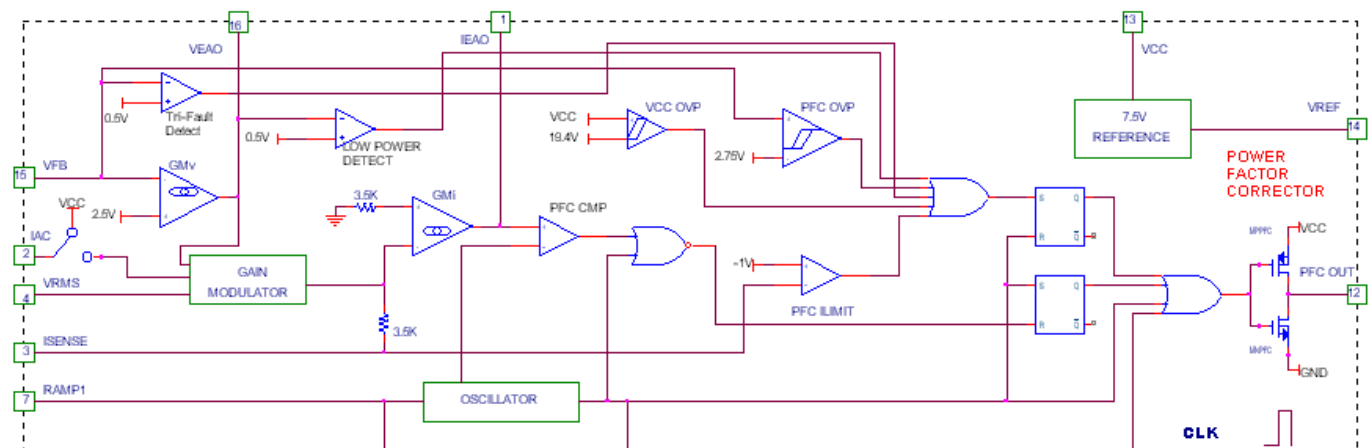 16
1
13
VEAO
IEAO
VCC
0.5V
Tri-Fault
Detect
0.5V
LOW POWER
DETECT
VCC
19.4V
VCC OVP
PFC OVP
2.75V
7.5V
REFERENCE
VREF
14
POWER
FACTOR
CORRECTOR
15
VFB
GMv
2.5V
3.5K
GMi
PFC CMP
VCC
IAC
2
GAIN
MODULATOR
VRMS
4
~1V
PFC ILIMIT
3.5K
S
Q
R
Q
S
Q
R
Q
MPPFC
VCC
PFC OUT
12
MNPFC
GND
ISENSE
3
RAMP1
7
OSCILLATOR
CLK